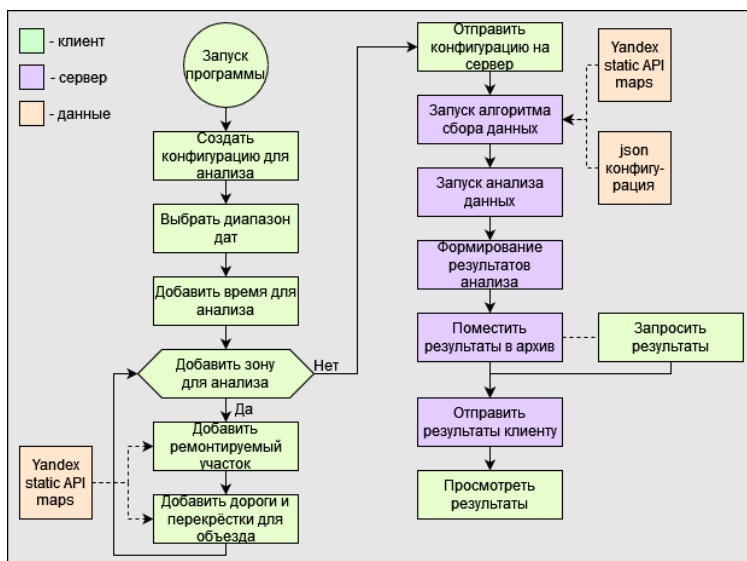 - клиент
- сервер
- данные
Запуск
программы
Создать
конфигурацию для
анализа
Выбрать диапазон
дат
Добавить время для
анализа
Добавить зону
для анализа
Нет
Да
Добавить
ремонтируемый
участок
Yandex
static API
maps
Добавить дороги и
перекрёстки для
объезда
Отправить
конфигурацию на
сервер
Yandex
static API
maps
Запуск алгоритма
сбора данных
json
конфигу-
рация
Запуск анализа
данных
Формирование
результатов
анализа
Поместить
результаты в архив
Запросить
результаты
Отправить
результаты клиенту
Просмотреть
результаты